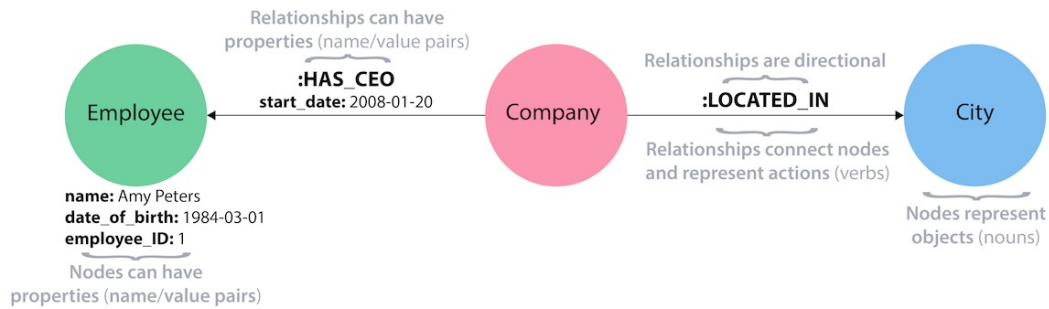 Relationships can have
properties (name/value pairs)
:HAS_CEO
start_date: 2008-01-20
Employee
Company
Relationships are directional
:LOCATED_IN
Relationships connect nodes
and represent actions (verbs)
City
name: Amy Peters
date_of_birth: 1984-03-01
employee_ID: 1
Nodes can have
properties (name/value pairs)
Nodes represent
objects (nouns)